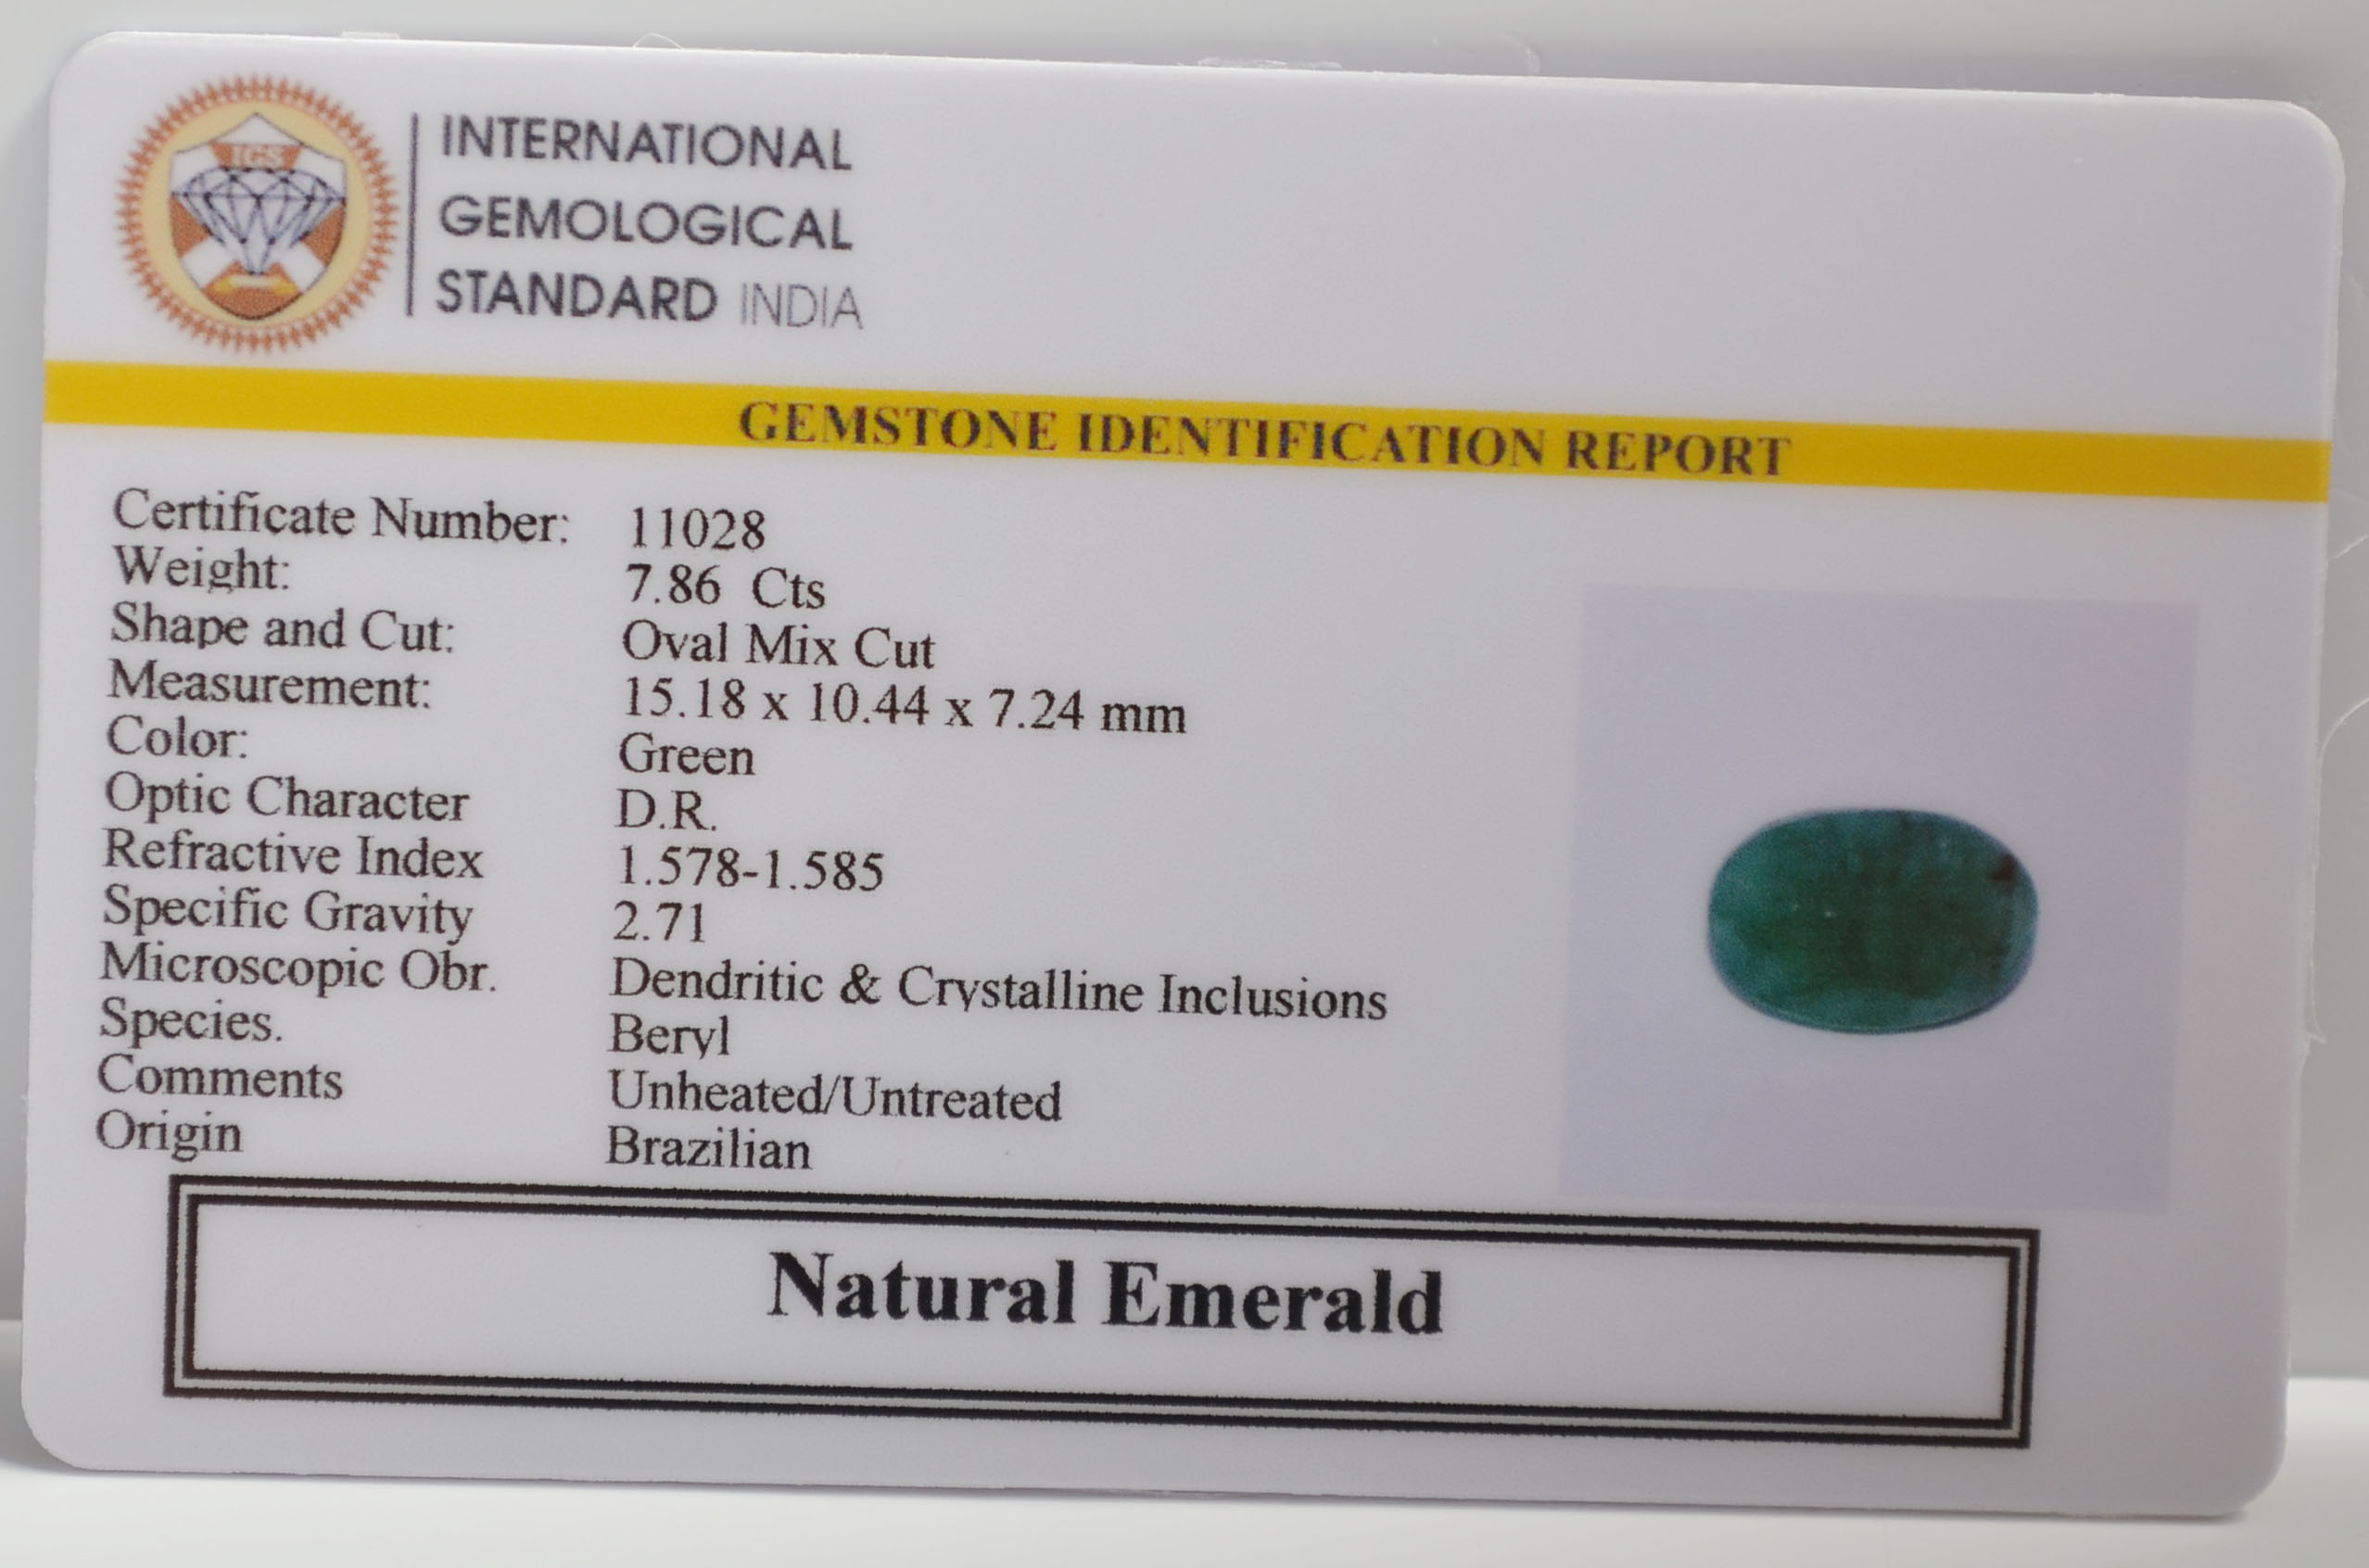 IGS
INTERNATIONAL
GEMOLOGICAL
STANDARD INDIA
GEMSTONE IDENTIFICATION REPORT
Certificate Number: 11028
Weight: 7.86 Cts
Shape and Cut: Oval Mix Cut
Measurement: 15.18 x 10.44 x 7.24 mm
Color: Green
Optic Character D.R.
Refractive Index 1.578-1.585
Specific Gravity 2.71
Microscopic Obr. Dendritic & Crystalline Inclusions
Species. Beryl
Comments Unheated/Untreated
Origin Brazilian
Natural Emerald